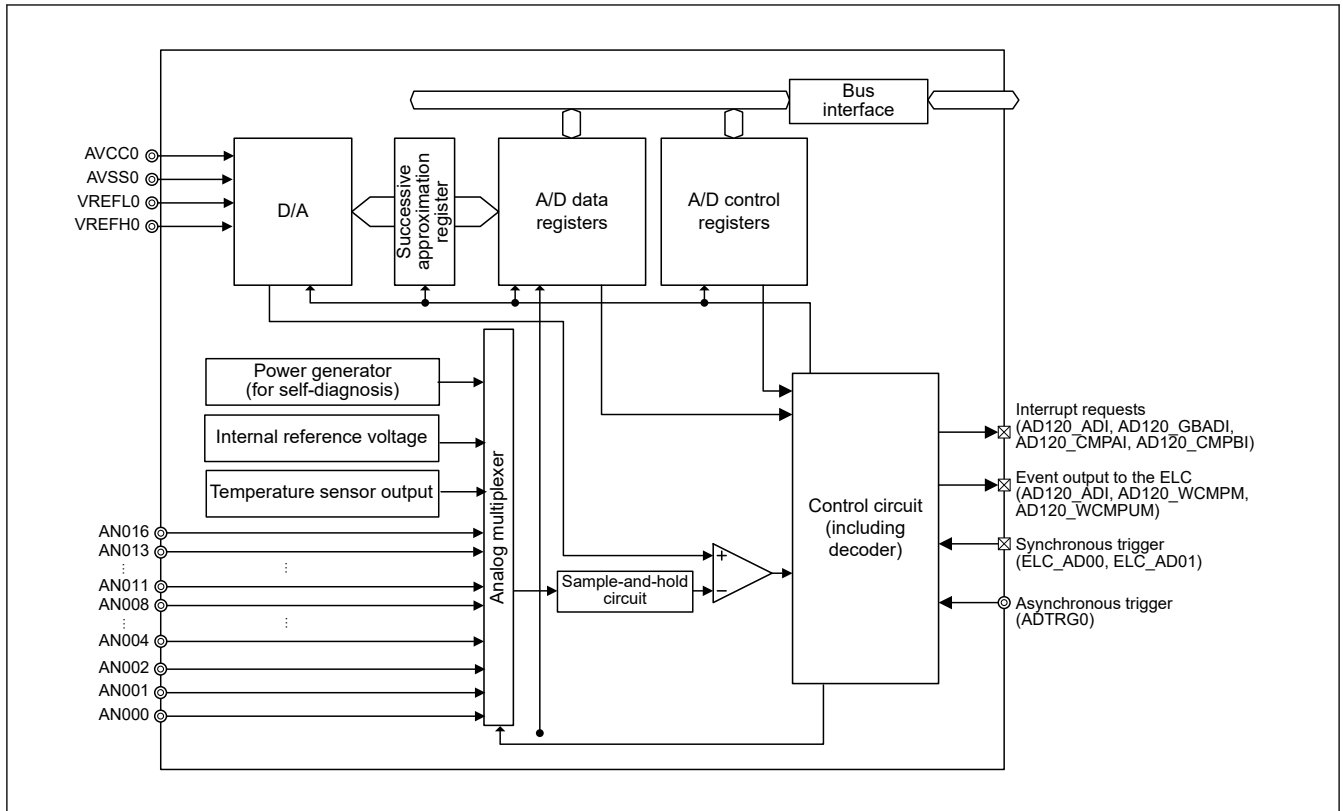 Bus
interface
AVCC0
AVSS0
VREFL0
VREFH0
D/A
Successive
approximation
register
A/D data
registers
A/D control
registers
Power generator
(for self-diagnosis)
Internal reference voltage
Temperature sensor output
Analog multiplexer
AN016
AN013
AN011
AN008
AN004
AN002
AN001
AN000
Sample-and-hold
circuit
+
−
Control circuit
(including
decoder)
Interrupt requests
(AD120_ADI, AD120_GBADI,
AD120_CMPAI, AD120_CMPBI)
Event output to the ELC
(AD120_ADI, AD120_WCMPM,
AD120_WCMPUM)
Synchronous trigger
(ELC_AD00, ELC_AD01)
Asynchronous trigger
(ADTRG0)